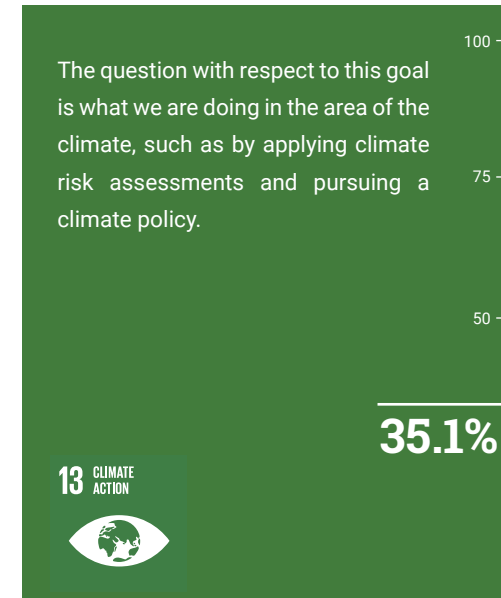 The question with respect to this goal
is what we are doing in the area of the
climate, such as by applying climate
risk assessments and pursuing a
climate policy.
100
75
50
35.1%
13 CLIMATE
ACTION